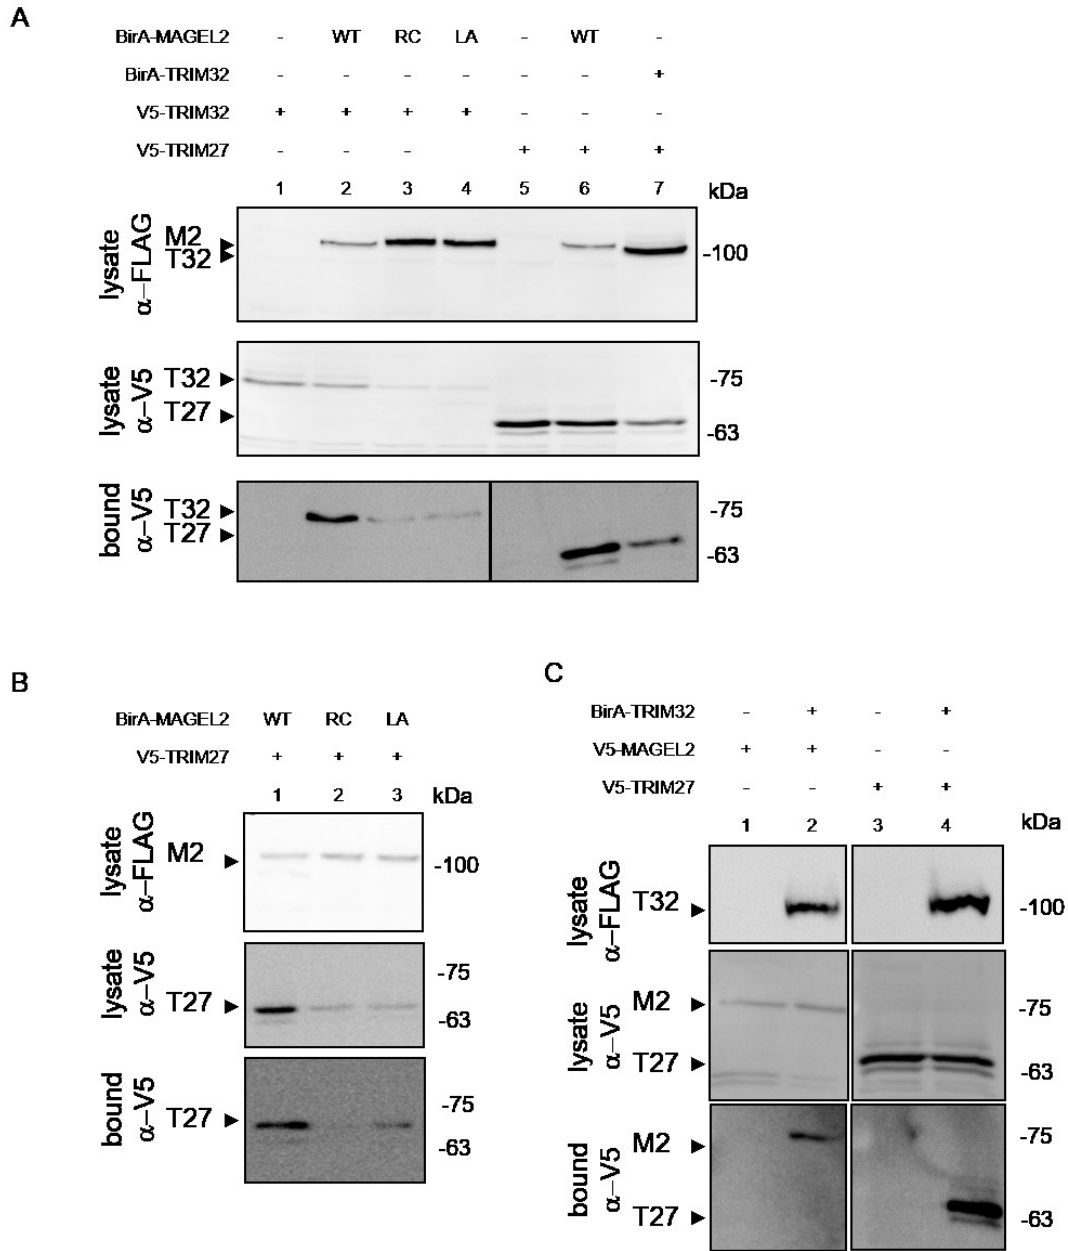 A
BirA-MAGEL2 - WT RC LA - WT -
BirA-TRIM32 - - - - - - +
V5-TRIM32 + + + + - - -
V5-TRIM27 - - - + + +
1 2 3 4 5 6 7 kDa
lysate α-FLAG M2 T32 -100
lysate α-V5 T32 T27 -75 -63
bound α-V5 T32 T27 -75 -63
B
BirA-MAGEL2 WT RC LA
V5-TRIM27 + + +
1 2 3 kDa
lysate α-FLAG M2 -100
lysate α-V5 T27 -75 -63
bound α-V5 T27 -75 -63
C
BirA-TRIM32 - + - +
V5-MAGEL2 + + - -
V5-TRIM27 - - + +
1 2 3 4 kDa
lysate α-FLAG T32 -100
lysate α-V5 M2 T27 -75 -63
bound α-V5 M2 T27 -75 -63